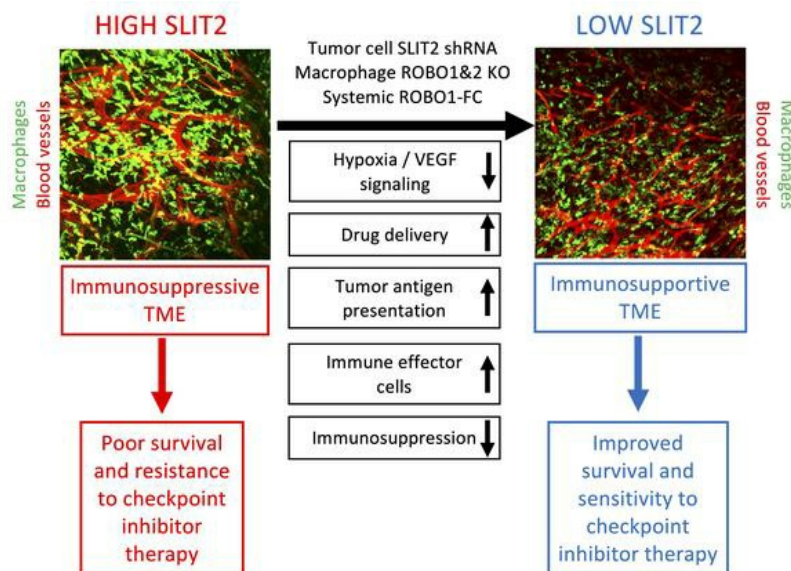 HIGH SLIT2
LOW SLIT2
Tumor cell SLIT2 shRNA
Macrophage ROBO1&2 KO
Systemic ROBO1-FC
Macrophages
Blood vessels
Blood vessels
Macrophages
Hypoxia / VEGF
signaling
Drug delivery
Tumor antigen
presentation
Immune effector
cells
Immunosuppression
Immunosuppressive
TME
Immunosupportive
TME
Poor survival
and resistance
to checkpoint
inhibitor
therapy
Improved
survival and
sensitivity to
checkpoint
inhibitor therapy